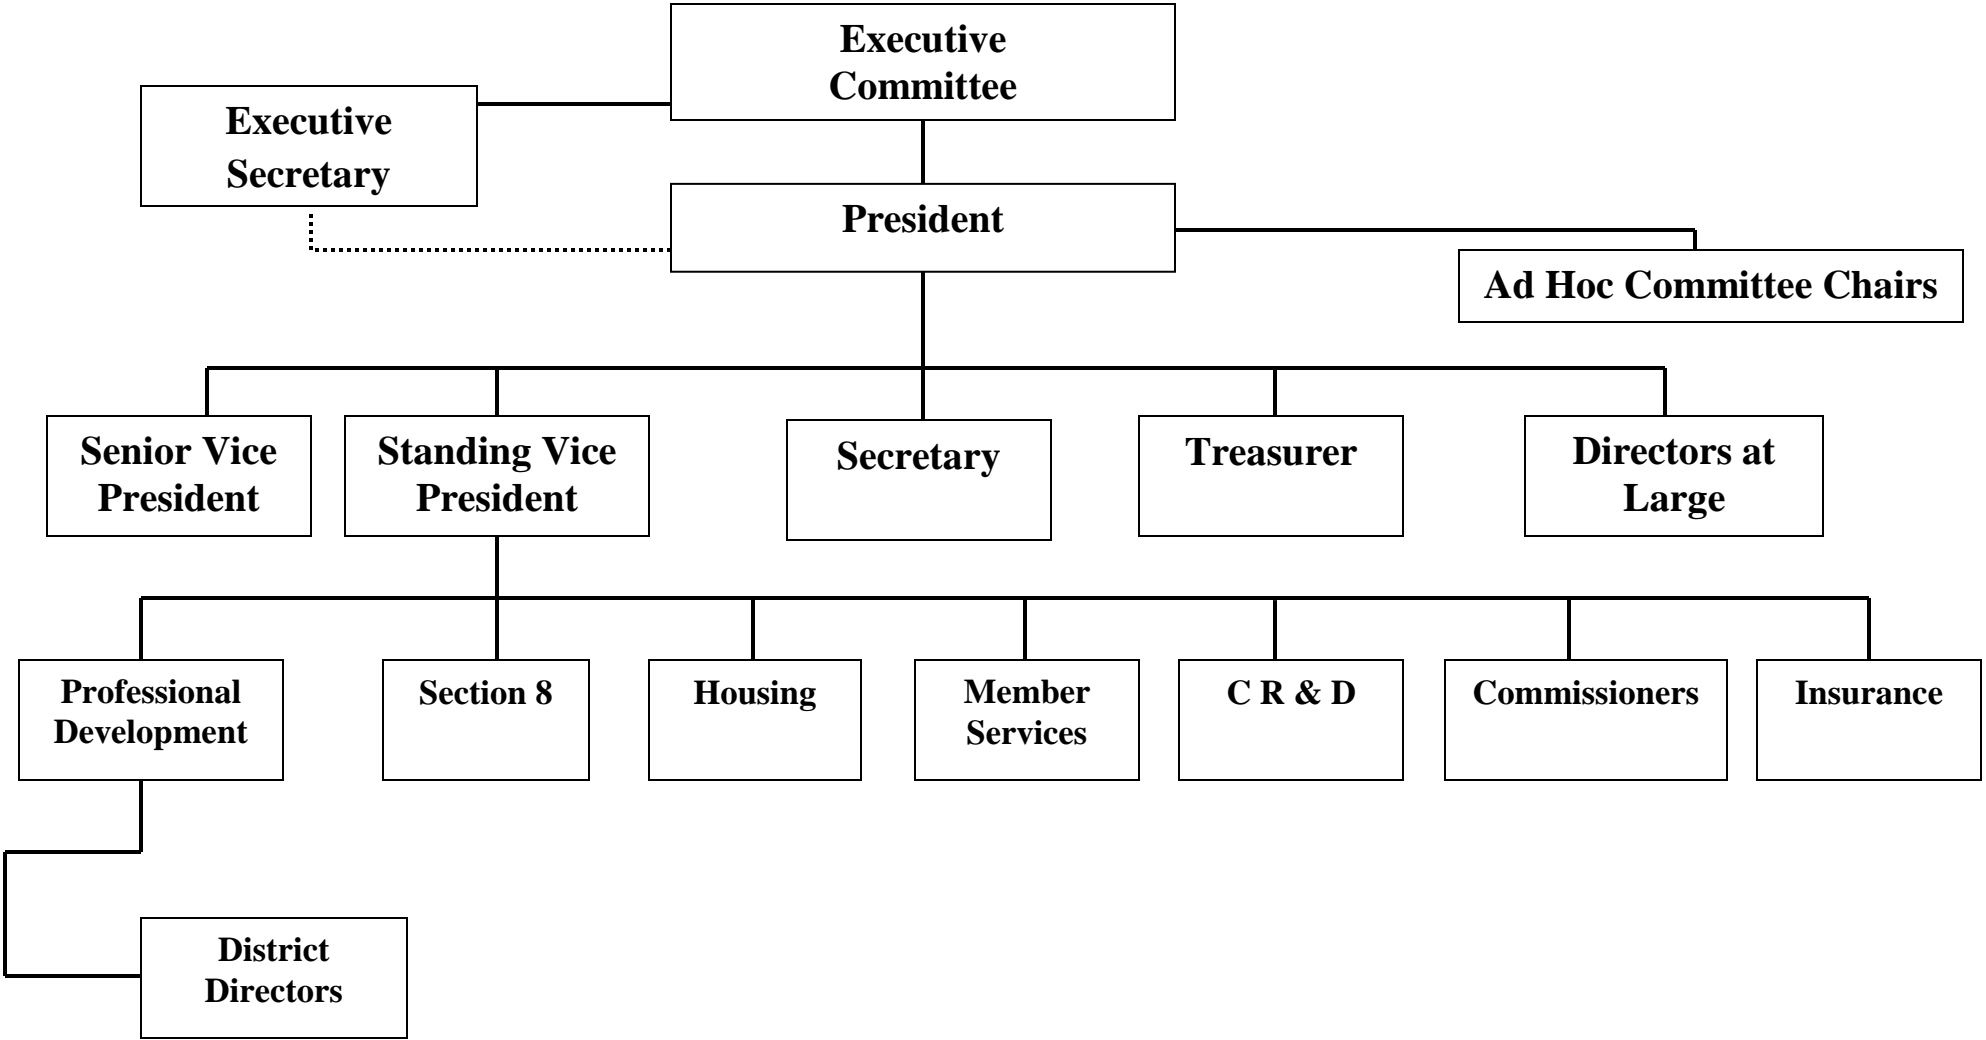 Executive
Committee
Executive
Secretary
President
Ad Hoc Committee Chairs
Senior Vice
President
Standing Vice
President
Secretary
Treasurer
Directors at
Large
Professional
Development
Section 8
Housing
Member
Services
C R & D
Commissioners
Insurance
District
Directors